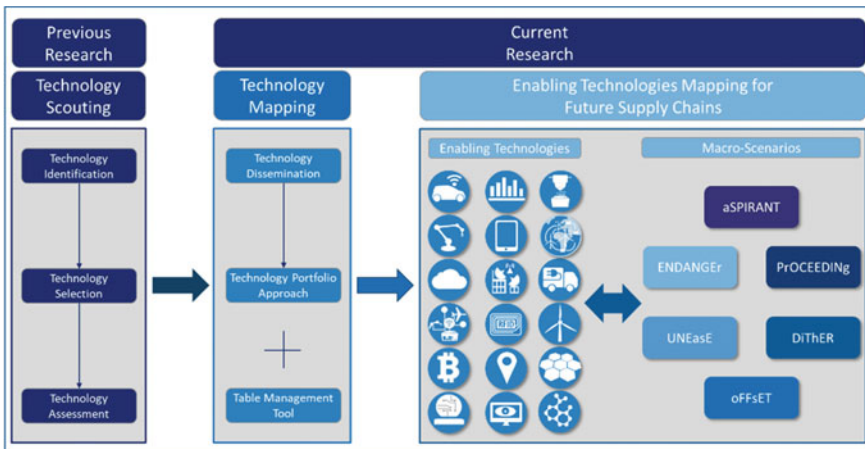 Previous
Research
Current
Research
Technology
Scouting
Technology
Mapping
Enabling Technologies Mapping for
Future Supply Chains
Technology
Identification
Technology
Selection
Technology
Assessment
Technology
Dissemination
Technology Portfolio
Approach
Table Management
Tool
Enabling Technologies
RFID
Macro-Scenarios
aSPIRANT
ENDANGEr
PrOCEEDINg
UNEasE
DiThER
oFFsET